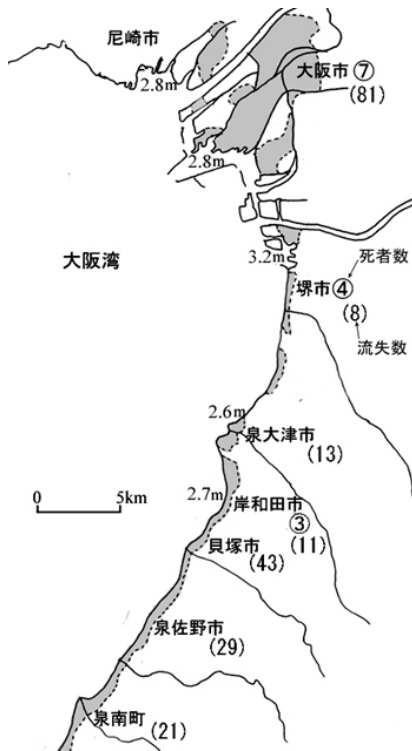 尼崎市
2.8m
大阪市⑦
(81)
2.8m
大阪湾
3.2m
死者数
堺市④
(8)
流失数
2.6m
泉大津市
(13)
0 5km
2.7m
岸和田市
③
(11)
貝塚市
(43)
泉佐野市
(29)
泉南町
(21)